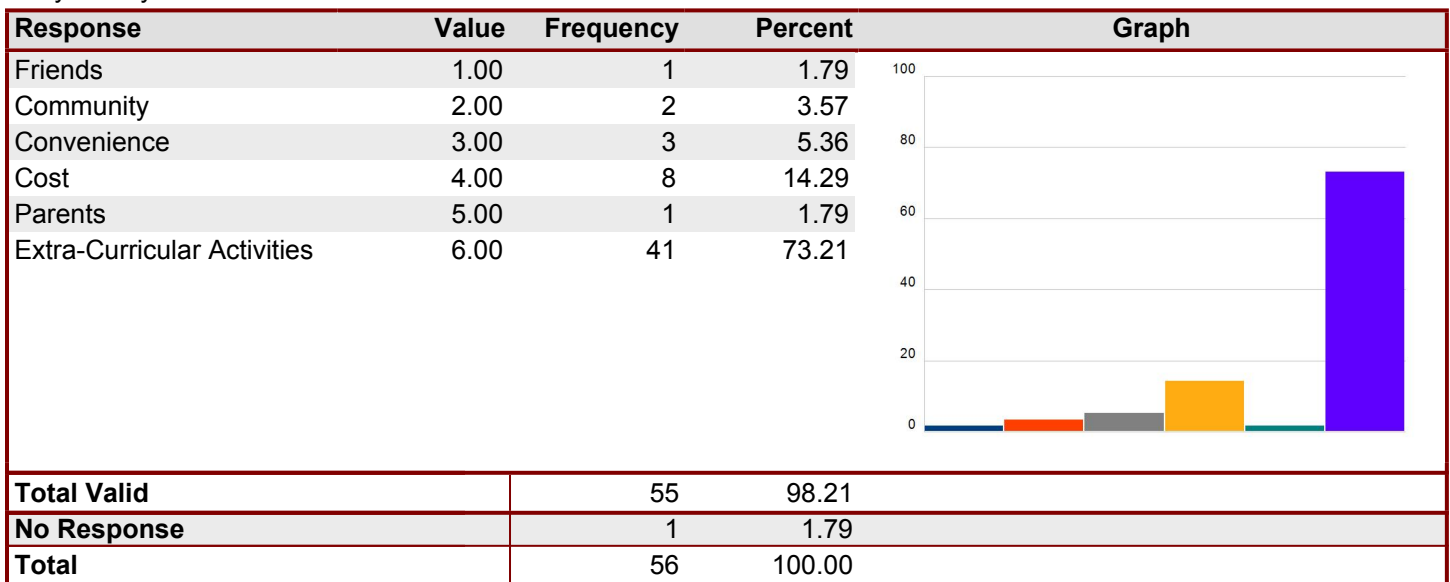 Response Value Frequency Percent Graph
Friends 1.00 1 1.79
Community 2.00 2 3.57
Convenience 3.00 3 5.36
Cost 4.00 8 14.29
Parents 5.00 1 1.79
Extra-Curricular Activities 6.00 41 73.21
100
80
60
40
20
0
Total Valid 55 98.21
No Response 1 1.79
Total 56 100.00